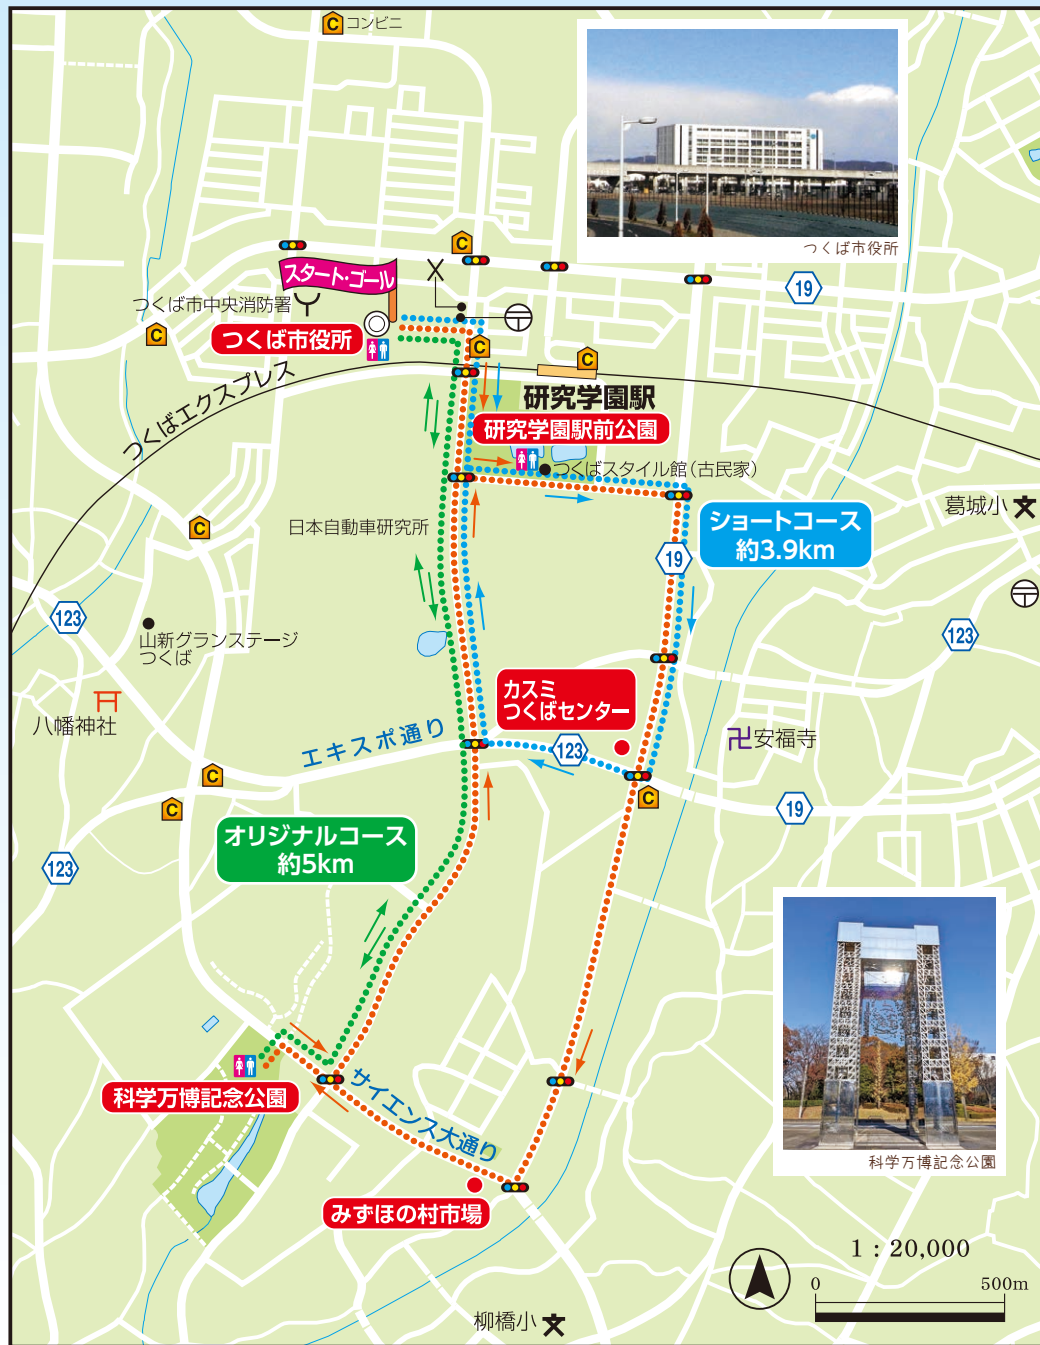 C コンビニ
つくば市役所
C
スタート・ゴール
19
つくば市中央消防署
C
つくば市役所
C
C
つくばエクスプレス
研究学園駅
研究学園駅前公園
つくばスタイル館（古民家）
葛城小
ショートコース
約3.9km
C
日本自動車研究所
19
123
123
山新グランステージ
つくば
カスミ
つくばセンター
八幡神社
安福寺
エキスポ通り
123
C
C
C
19
オリジナルコース
約5km
123
科学万博記念公園
サイエンス大通り
科学万博記念公園
みずほの村市場
1：20,000
0 500m
柳橋小